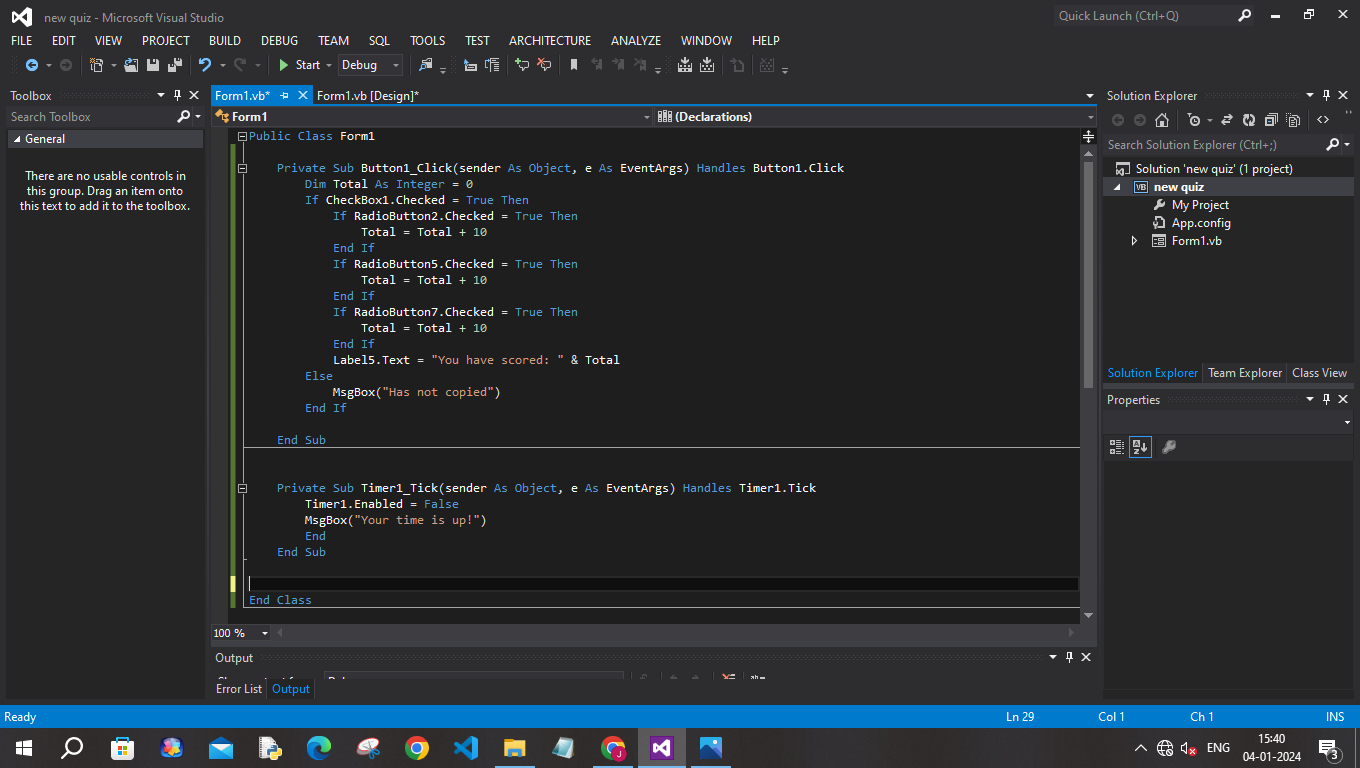 new quiz - Microsoft Visual Studio
Quick Launch (Ctrl+Q)
FILE EDIT VIEW PROJECT BUILD DEBUG TEAM SQL TOOLS TEST ARCHITECTURE ANALYZE WINDOW HELP
Start Debug
Toolbox
Search Toolbox
General
There are no usable controls in
this group. Drag an item onto
this text to add it to the toolbox.
Form1.vb* Form1.vb [Design]*
Form1 (Declarations)
Public Class Form1
Private Sub Button1_Click(sender As Object, e As EventArgs) Handles Button1.Click
Dim Total As Integer = 0
If CheckBox1.Checked = True Then
If RadioButton2.Checked = True Then
Total = Total + 10
End If
If RadioButton5.Checked = True Then
Total = Total + 10
End If
If RadioButton7.Checked = True Then
Total = Total + 10
End If
Label5.Text = "You have scored: " & Total
Else
MsgBox("Has not copied")
End If
End Sub
Private Sub Timer1_Tick(sender As Object, e As EventArgs) Handles Timer1.Tick
Timer1.Enabled = False
MsgBox("Your time is up!")
End
End Sub
End Class
100 %
Output
Error List Output
Solution Explorer
Search Solution Explorer (Ctrl+;)
Solution 'new quiz' (1 project)
VB new quiz
My Project
App.config
Form1.vb
Solution Explorer Team Explorer Class View
Properties
Ready Ln 29 Col 1 Ch 1 INS
ENG
15:40
04-01-2024
3